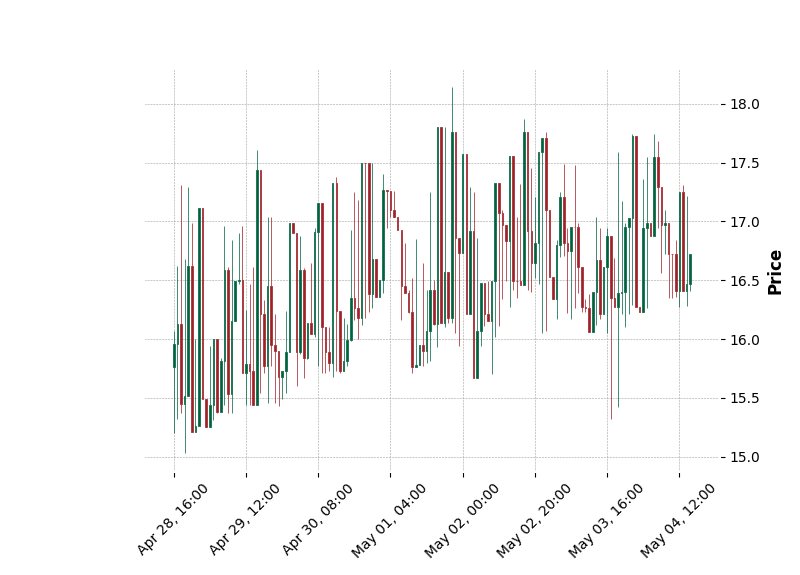 18.0
17.5
17.0
16.5
16.0
15.5
15.0
Price
Apr 28, 16:00
Apr 29, 12:00
Apr 30, 08:00
May 01, 04:00
May 02, 00:00
May 02, 20:00
May 03, 16:00
May 04, 12:00